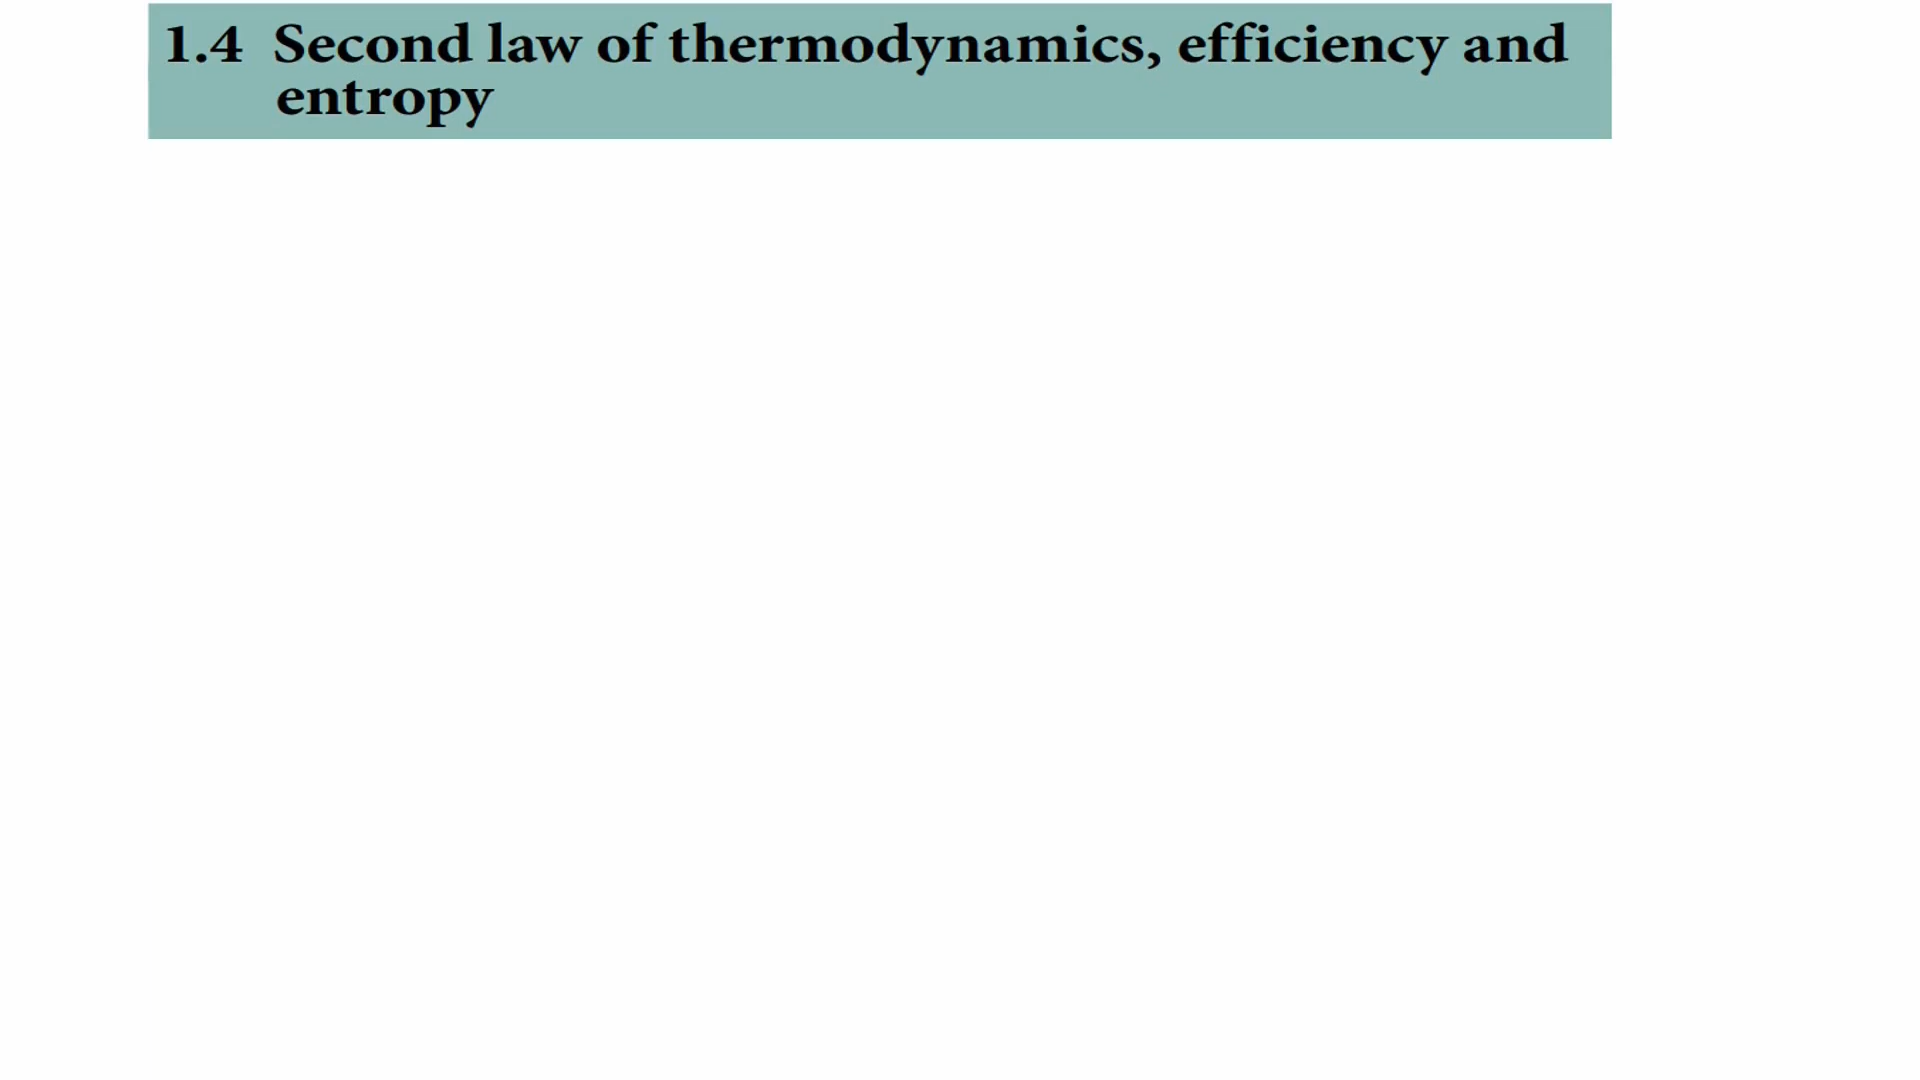 1.4 Second law of thermodynamics, efficiency and
entropy